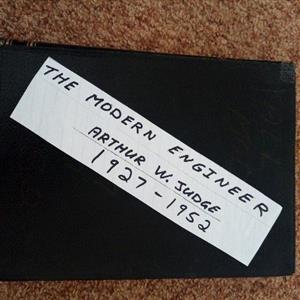 THE MODERN ENGINEER
ARTHUR W. JUDGE
1927-1952